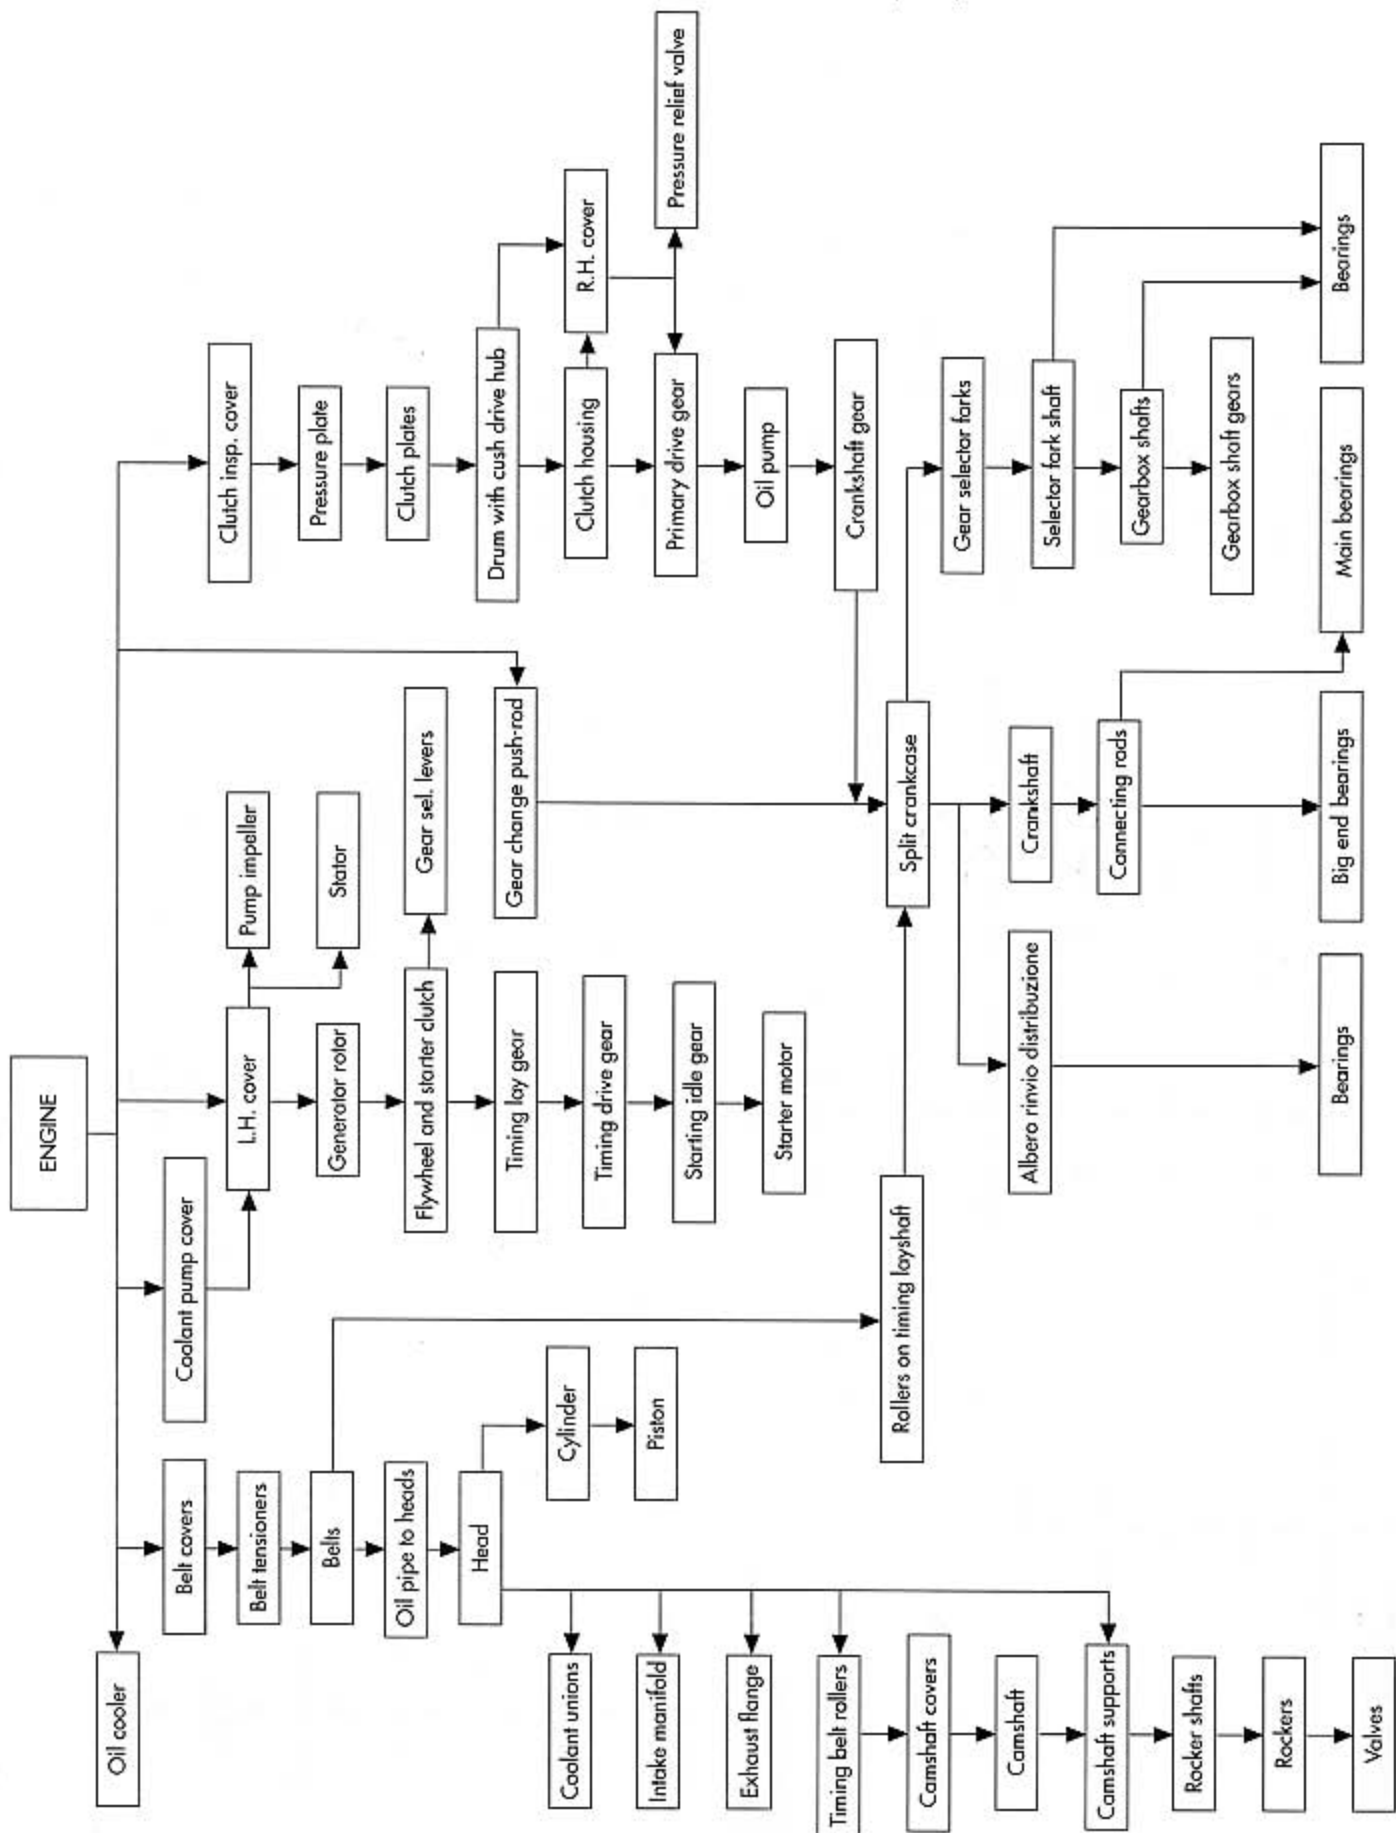 ENGINE
Oil cooler
Belt covers
Belt tensioners
Belts
Oil pipe to heads
Head
Cylinder
Piston
Coolant unions
Intake manifold
Exhaust flange
Timing belt rollers
Camshaft covers
Camshaft
Camshaft supports
Rocker shafts
Rockers
Valves
Coolant pump cover
L.H. cover
Pump impeller
Stator
Generator rotor
Flywheel and starter clutch
Gear sel. levers
Timing lay gear
Timing drive gear
Starting idle gear
Starter motor
Rollers on timing layshaft
Gear change push-rod
Clutch insp. cover
Pressure plate
Clutch plates
Drum with cush drive hub
Clutch housing
R.H. cover
Pressure relief valve
Primary drive gear
Oil pump
Crankshaft gear
Split crankcase
Albero rinvio distribuzione
Bearings
Crankshaft
Connecting rods
Big end bearings
Main bearings
Gear selector forks
Selector fork shaft
Gearbox shafts
Gearbox shaft gears
Bearings